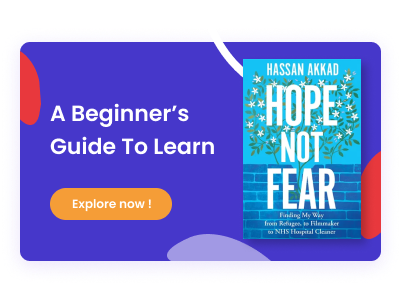 A Beginner's
Guide To Learn
Explore now !
HASSAN AKKAD
HOPE
NOT
FEAR
Finding My Way
from Refugee, to Filmmaker
to NHS Hospital Cleaner